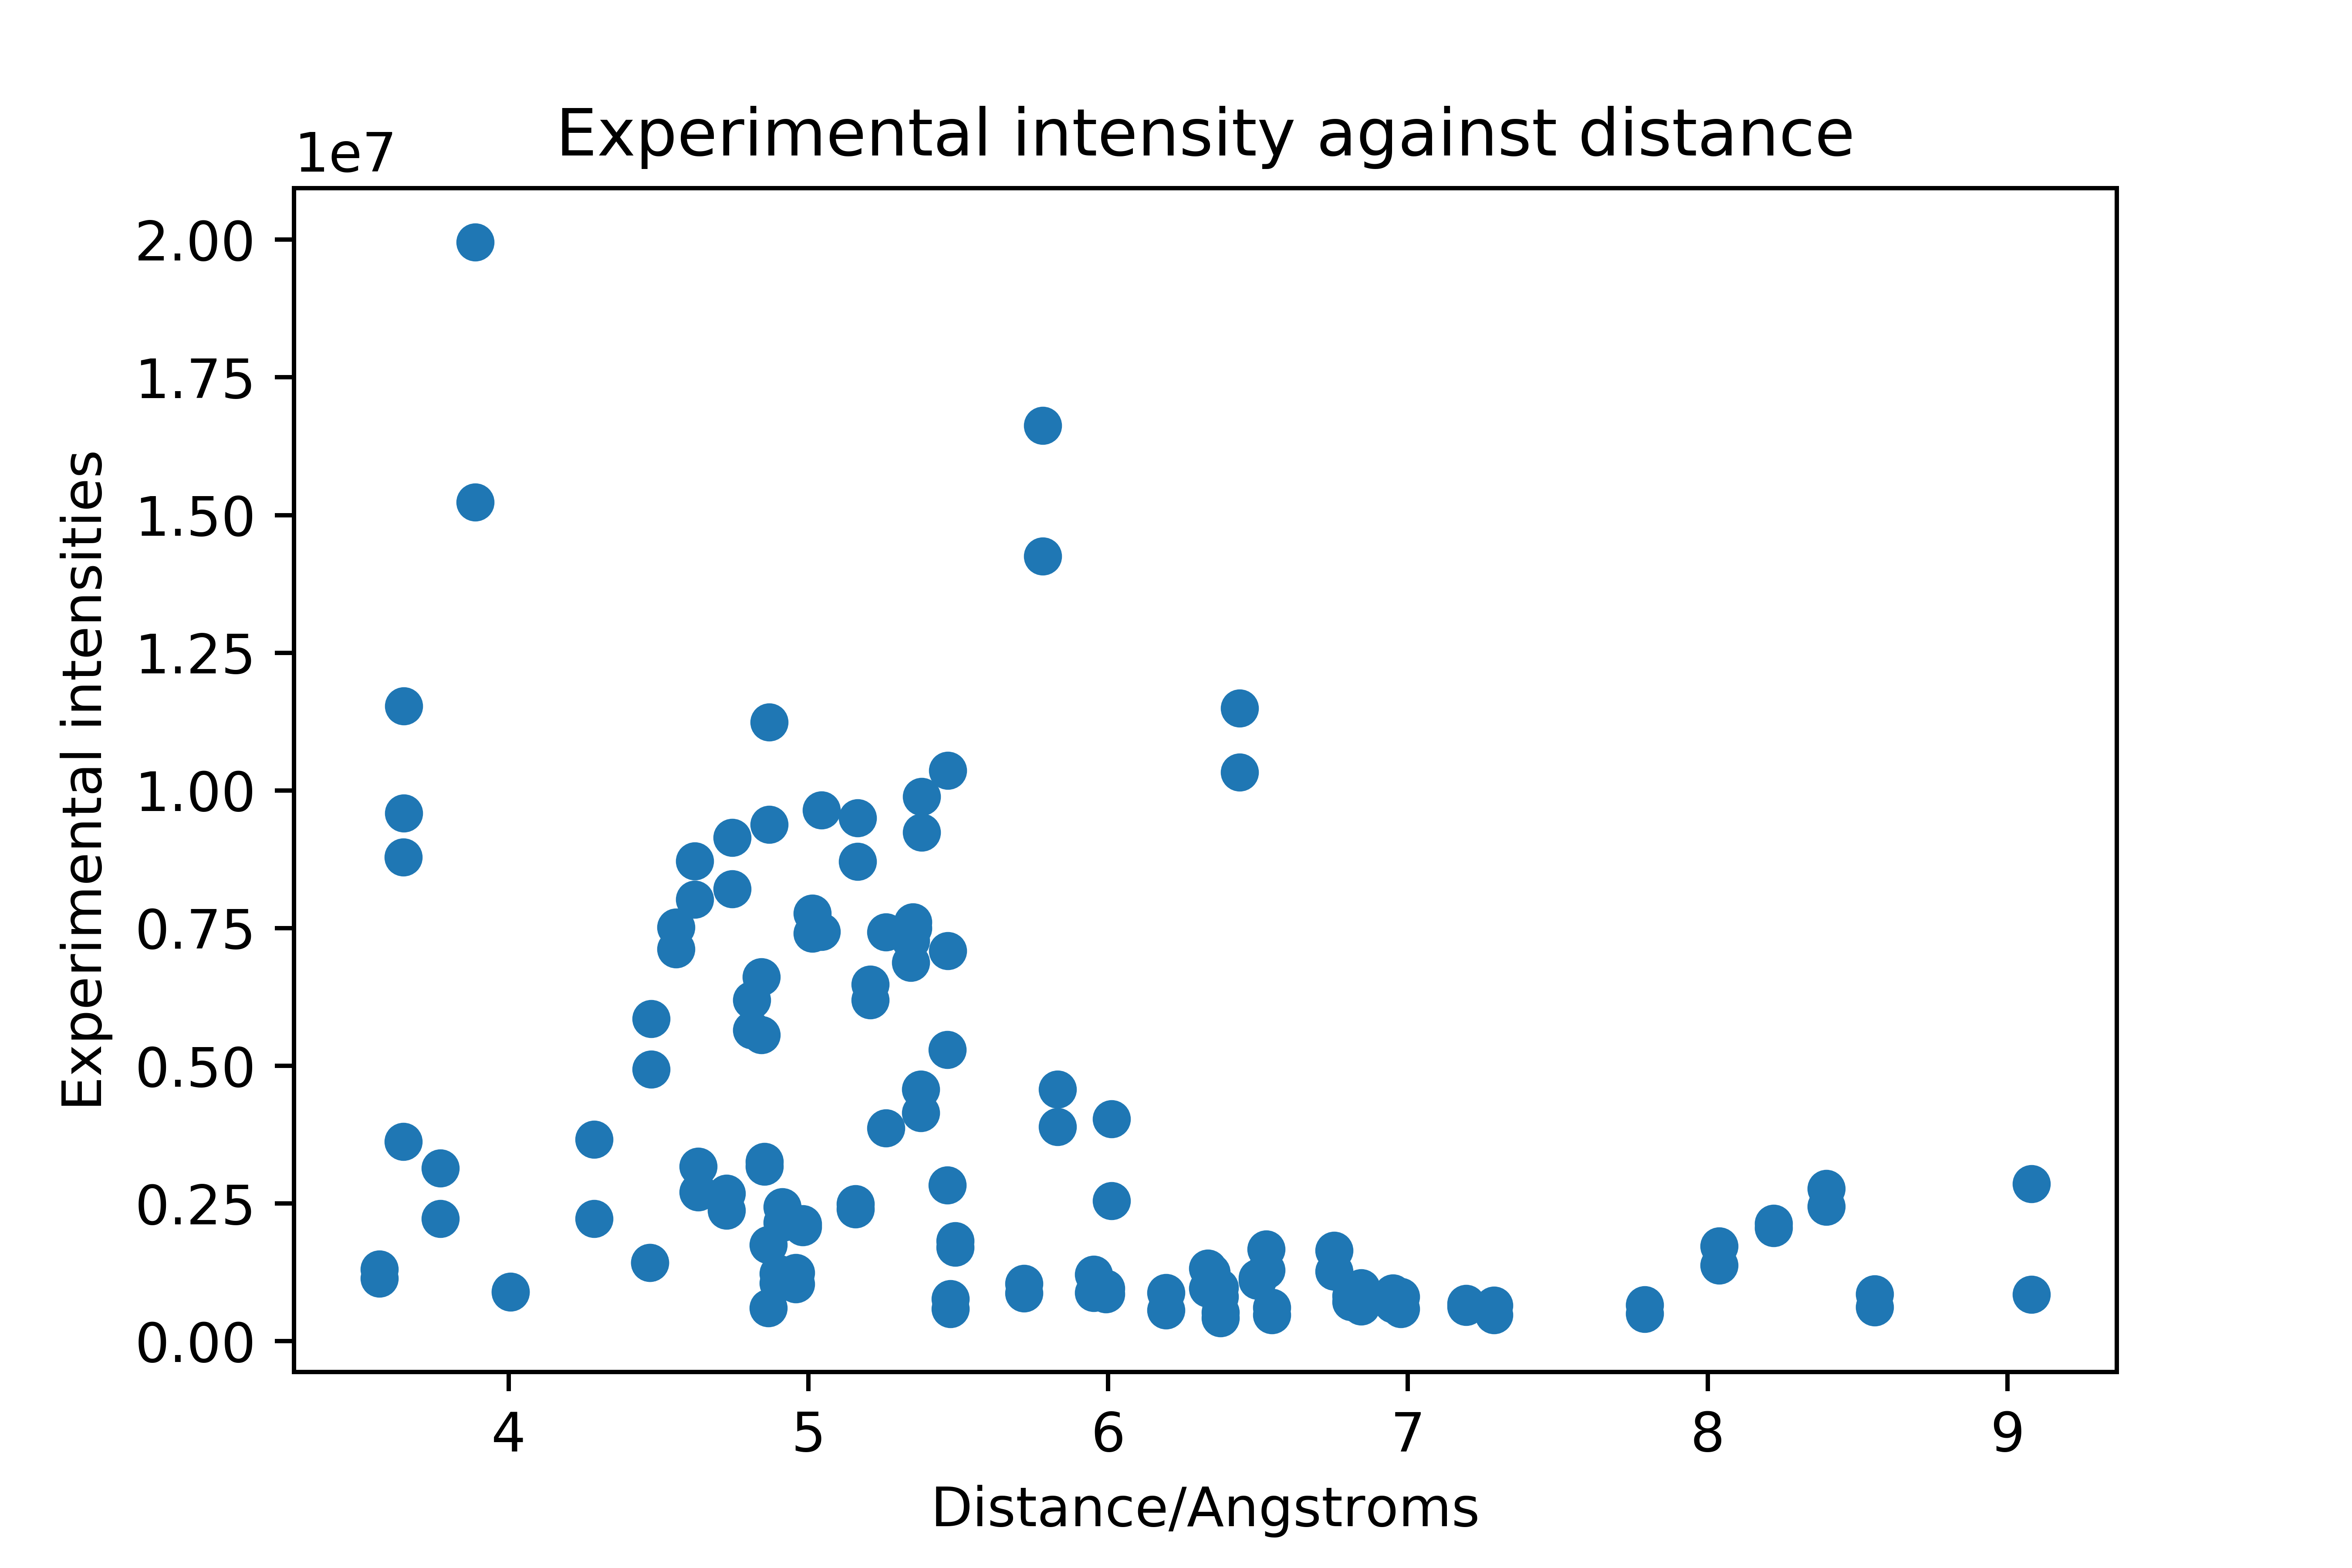 Experimental intensity against distance
1e7
2.00
1.75
1.50
1.25
1.00
0.75
0.50
0.25
0.00
Experimental intensities
4 5 6 7 8 9
Distance/Angstroms